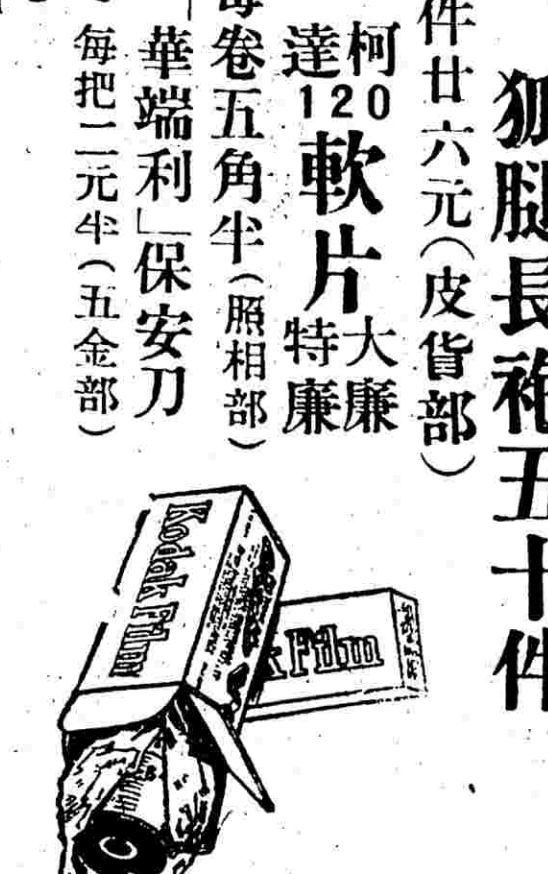 狐腿長袍五十件
件廿六元（皮貨部）
柯達120軟片大廉特廉
每卷五角半（照相部）
「華端利」保安刀
每把二元半（五金部）
Kodak Film
k Film